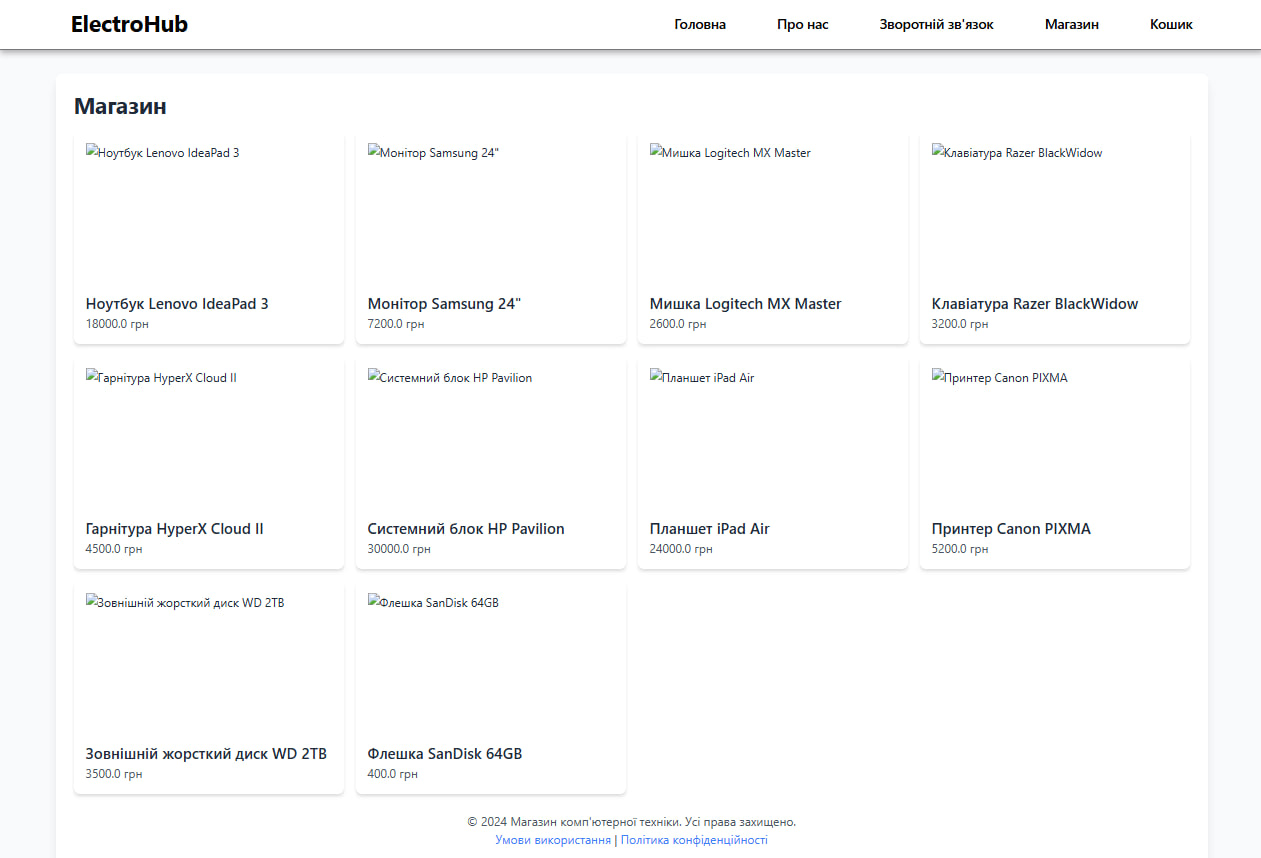 ElectroHub
Головна
Про нас
Зворотній зв'язок
Магазин
Кошик
Магазин
Ноутбук Lenovo IdeaPad 3
Ноутбук Lenovo IdeaPad 3
18000.0 грн
Монітор Samsung 24"
Монітор Samsung 24"
7200.0 грн
Мишка Logitech MX Master
Мишка Logitech MX Master
2600.0 грн
Клавіатура Razer BlackWidow
Клавіатура Razer BlackWidow
3200.0 грн
Гарнітура HyperX Cloud II
Гарнітура HyperX Cloud II
4500.0 грн
Системний блок HP Pavilion
Системний блок HP Pavilion
30000.0 грн
Планшет iPad Air
Планшет iPad Air
24000.0 грн
Принтер Canon PIXMA
Принтер Canon PIXMA
5200.0 грн
Зовнішній жорсткий диск WD 2TB
Зовнішній жорсткий диск WD 2TB
3500.0 грн
Флешка SanDisk 64GB
Флешка SanDisk 64GB
400.0 грн
© 2024 Магазин комп'ютерної техніки. Усі права захищено.
Умови використання | Політика конфіденційності